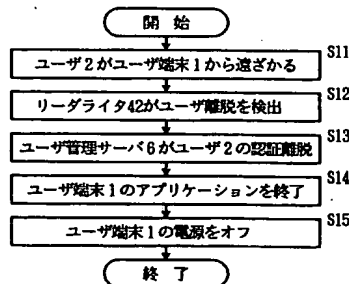 開 始
S11
ユーザ2がユーザ端末1から遠ざかる
S12
リーダライタ42がユーザ離脱を検出
S13
ユーザ管理サーバ6がユーザ2の認証離脱
S14
ユーザ端末1のアプリケーションを終了
S15
ユーザ端末1の電源をオフ
終 了